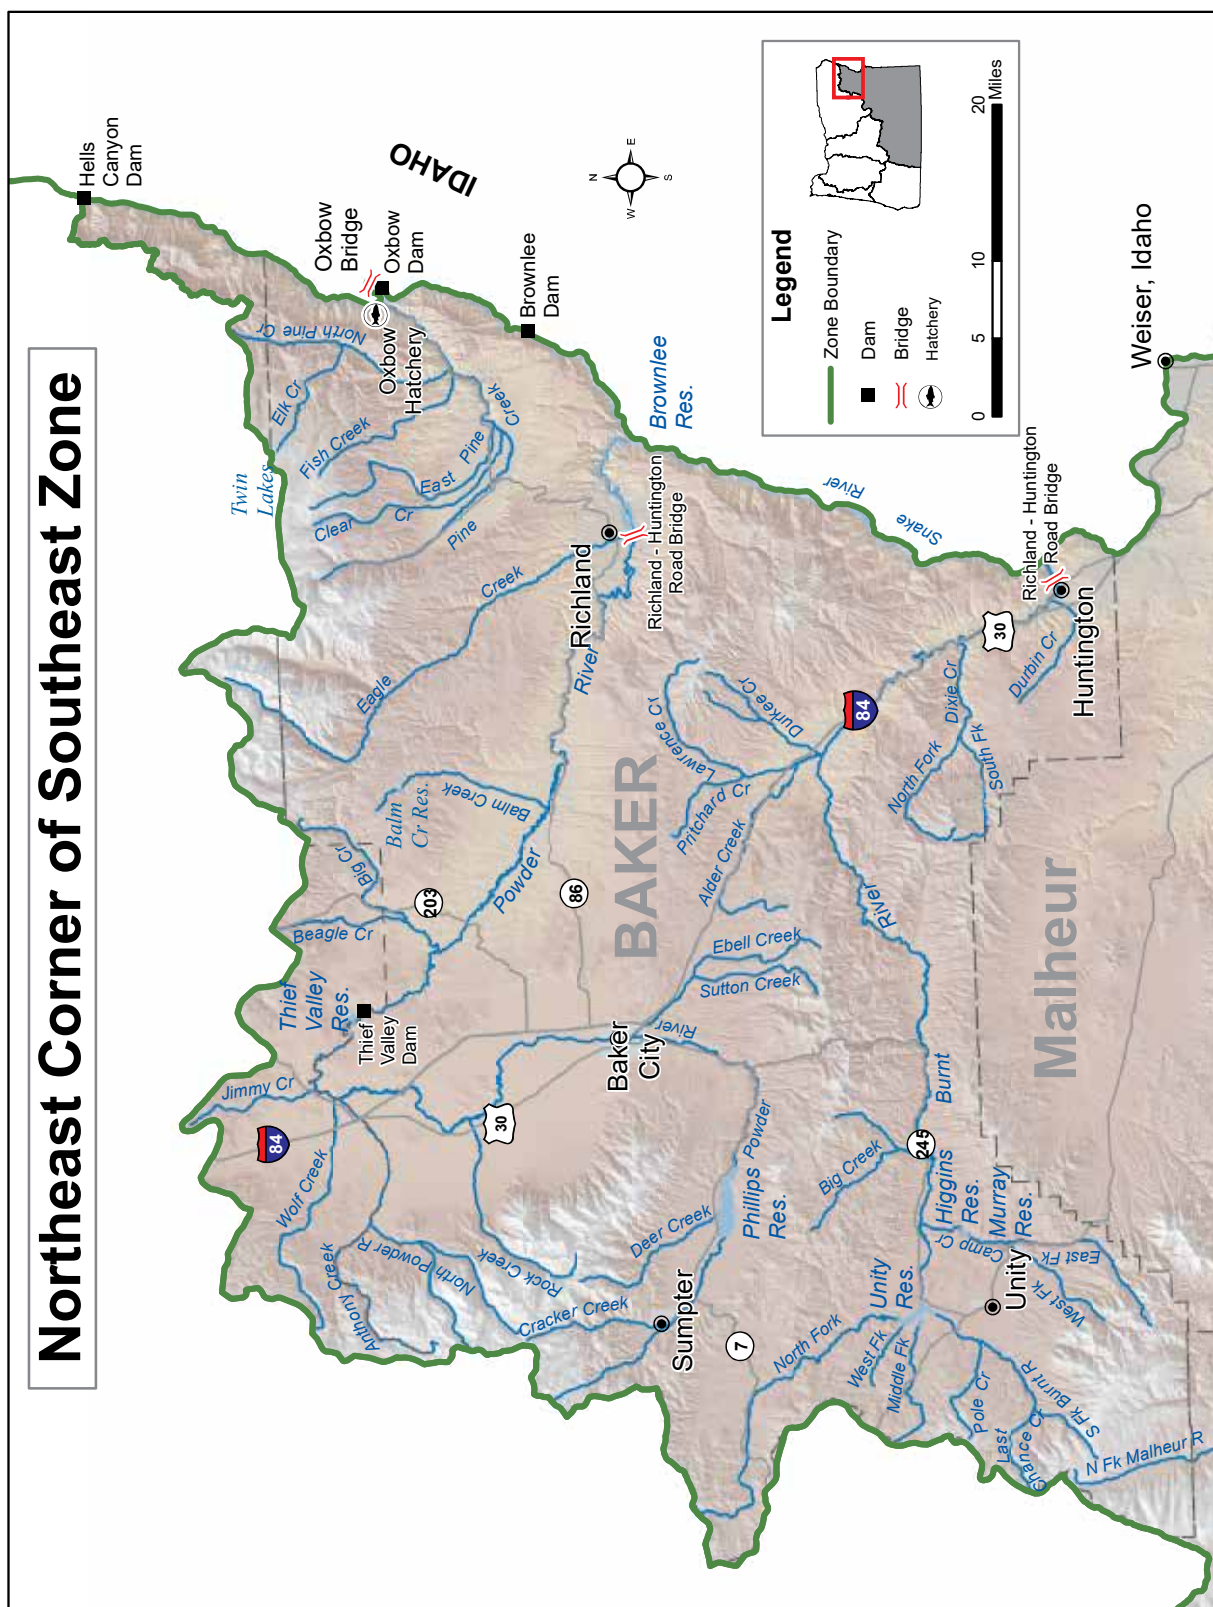 Northeast Corner of Southeast Zone
Hells
Canyon
Dam
IDAHO
Oxbow
Bridge
Oxbow
Dam
Oxbow
Hatchery
Brownlee
Dam
Brownlee
Res.
North Pine Cr
Elk Cr
Fish Creek
East Pine
Creek
Clear
Cr
Pine
Twin
Lakes
N
E
S
W
Legend
Zone Boundary
Dam
Bridge
Hatchery
0
5
10
20
Miles
Weiser, Idaho
Snake
River
Richland - Huntington
Road Bridge
Richland
Richland - Huntington
Road Bridge
Huntington
30
Durbin Cr
Dixie Cr
North Fork
South Fk
84
Eagle
Creek
River
Powder
Balm
Cr Res.
Balm Creek
Big Cr
203
Beagle Cr
86
BAKER
Lawrence Cr
Durkee Cr
Pritchard Cr
Alder Creek
River
Malheur
Ebell Creek
Sutton Creek
Thief
Valley
Res.
Thief
Valley
Dam
Jimmy Cr
84
Baker
City
River
Powder
30
Wolf Creek
Anthony Creek
North Powder R
Rock Creek
Deer Creek
Cracker Creek
Phillips
Res.
Sumpter
7
Big Creek
245
Burnt
Higgins
Res.
Murray
Res.
Camp
Cr
East Fk
West Fk
Unity
Unity
Res.
North Fork
West Fk
Middle Fk
Pole Cr
Last
Chance Cr
S Fk Burnt R
N Fk Malheur R